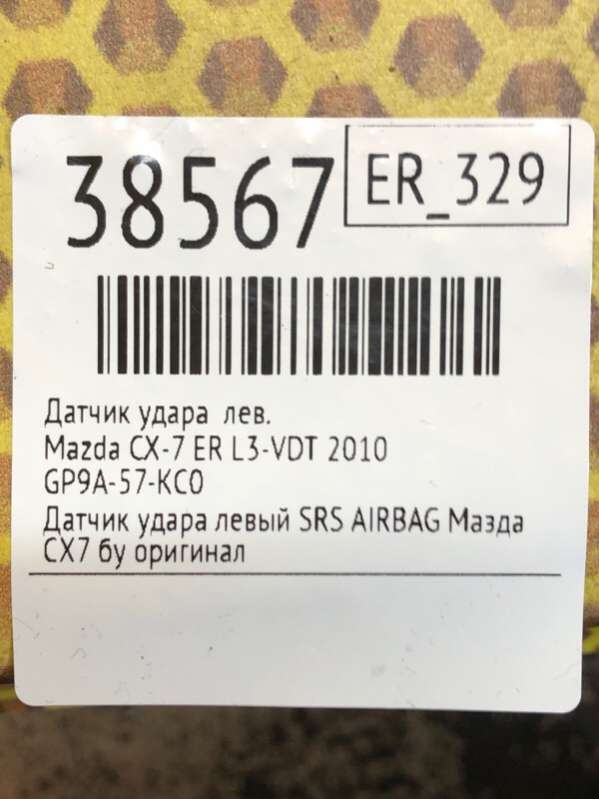 38567
ER_329
Датчик удара лев.
Mazda CX-7 ER L3-VDT 2010
GP9A-57-KC0
Датчик удара левый SRS AIRBAG Мазда
CX7 бу оригинал